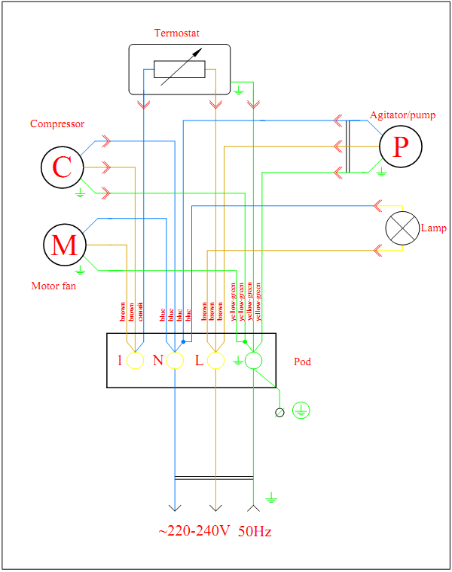 Termostat
Compressor
Agitator/pump
C
P
M
Lamp
Motor fan
brown
brown
blue
blue
blue
blue
brown
brown
brown
yellow-green
yellow-green
yellow-green
yellow-green
1 N L
Pod
~220-240V 50Hz